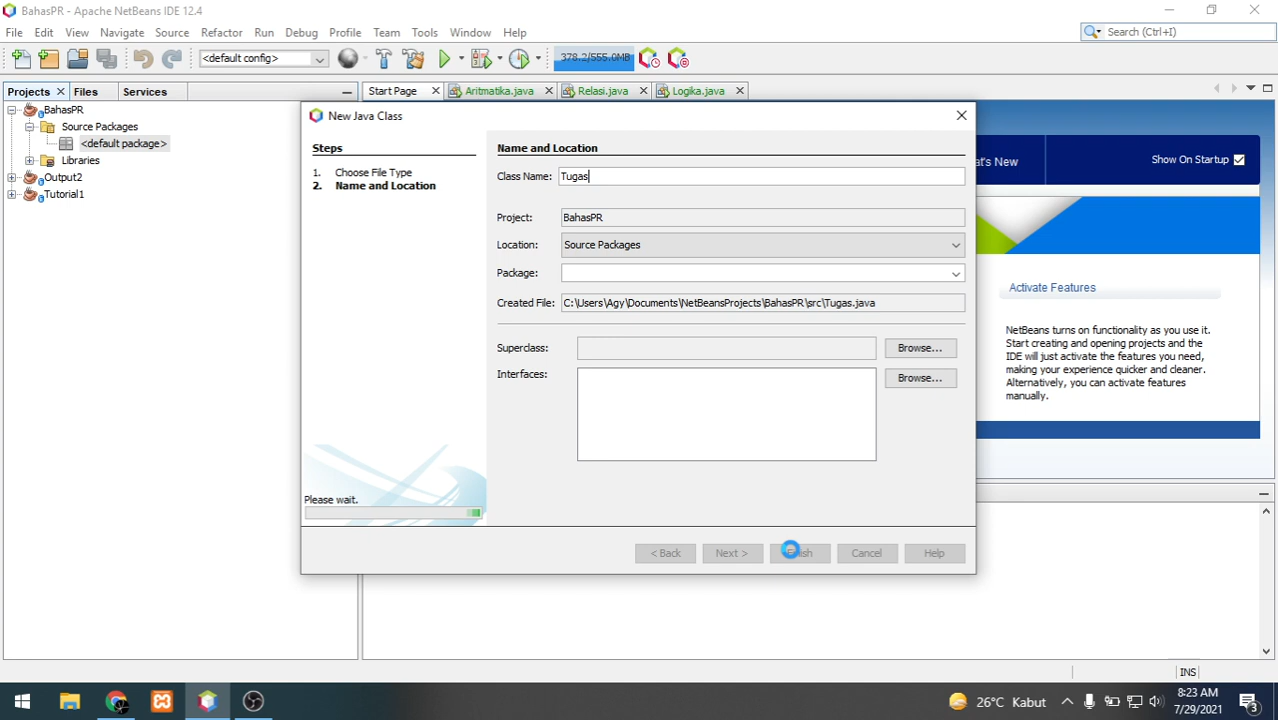 BahasPR - Apache NetBeans IDE 12.4
File Edit View Navigate Source Refactor Run Debug Profile Team Tools Window Help
Search (Ctrl+I)
<default config>
378.2/555.0MB
Projects Files Services
Start Page Aritmatika.java Relasi.java Logika.java
BahasPR
Source Packages
<default package>
Libraries
Output2
Tutorial1
New Java Class
Steps
1. Choose File Type
2. Name and Location
Please wait.
Name and Location
Class Name: Tugas
Project: BahasPR
Location: Source Packages
Package:
Created File: C:\Users\Agy\Documents\NetBeansProjects\BahasPR\src\Tugas.java
Superclass:
Browse...
Interfaces:
Browse...
< Back Next > Finish Cancel Help
at's New
Show On Startup
Activate Features
NetBeans turns on functionality as you use it.
Start creating and opening projects and the
IDE will just activate the features you need,
making your experience quicker and cleaner.
Alternatively, you can activate features
manually.
INS
26°C Kabut
8:23 AM
7/29/2021
3